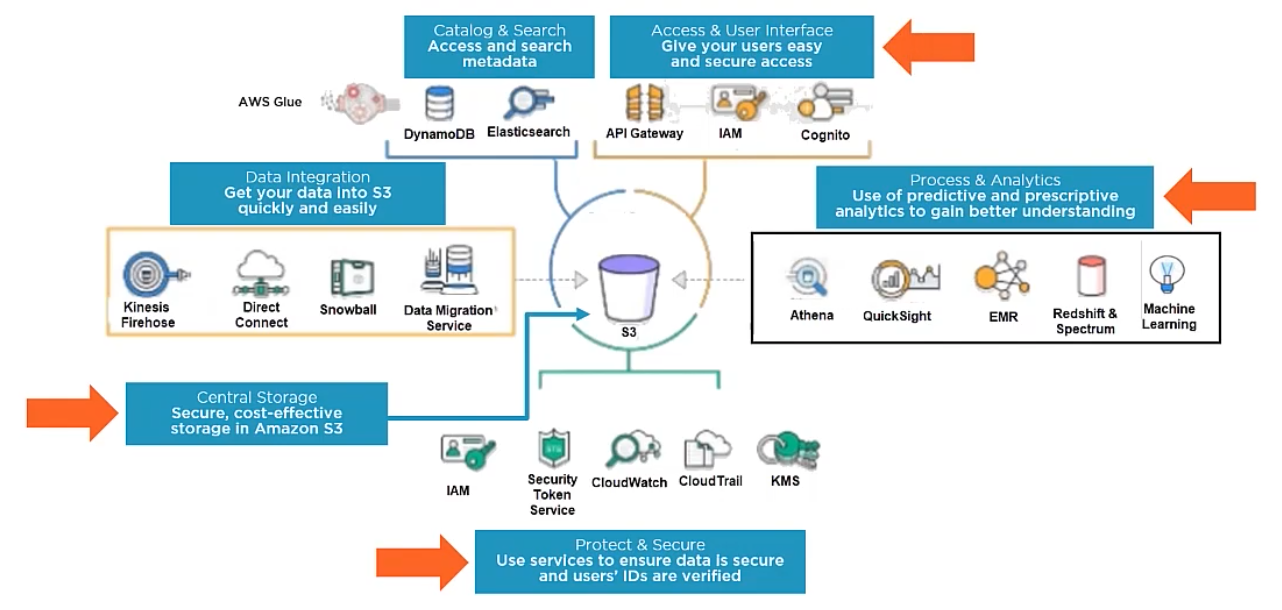 Catalog & Search
Access and search
metadata
Access & User Interface
Give your users easy
and secure access
AWS Glue
DynamoDB
Elasticsearch
API Gateway
IAM
Cognito
Data Integration
Get your data into S3
quickly and easily
Process & Analytics
Use of predictive and prescriptive
analytics to gain better understanding
Kinesis
Firehose
Direct
Connect
Snowball
Data Migration
Service
S3
Athena
QuickSight
EMR
Redshift &
Spectrum
Machine
Learning
Central Storage
Secure, cost-effective
storage in Amazon S3
IAM
STS
Security
Token
Service
CloudWatch
CloudTrail
KMS
Protect & Secure
Use services to ensure data is secure
and users’ IDs are verified